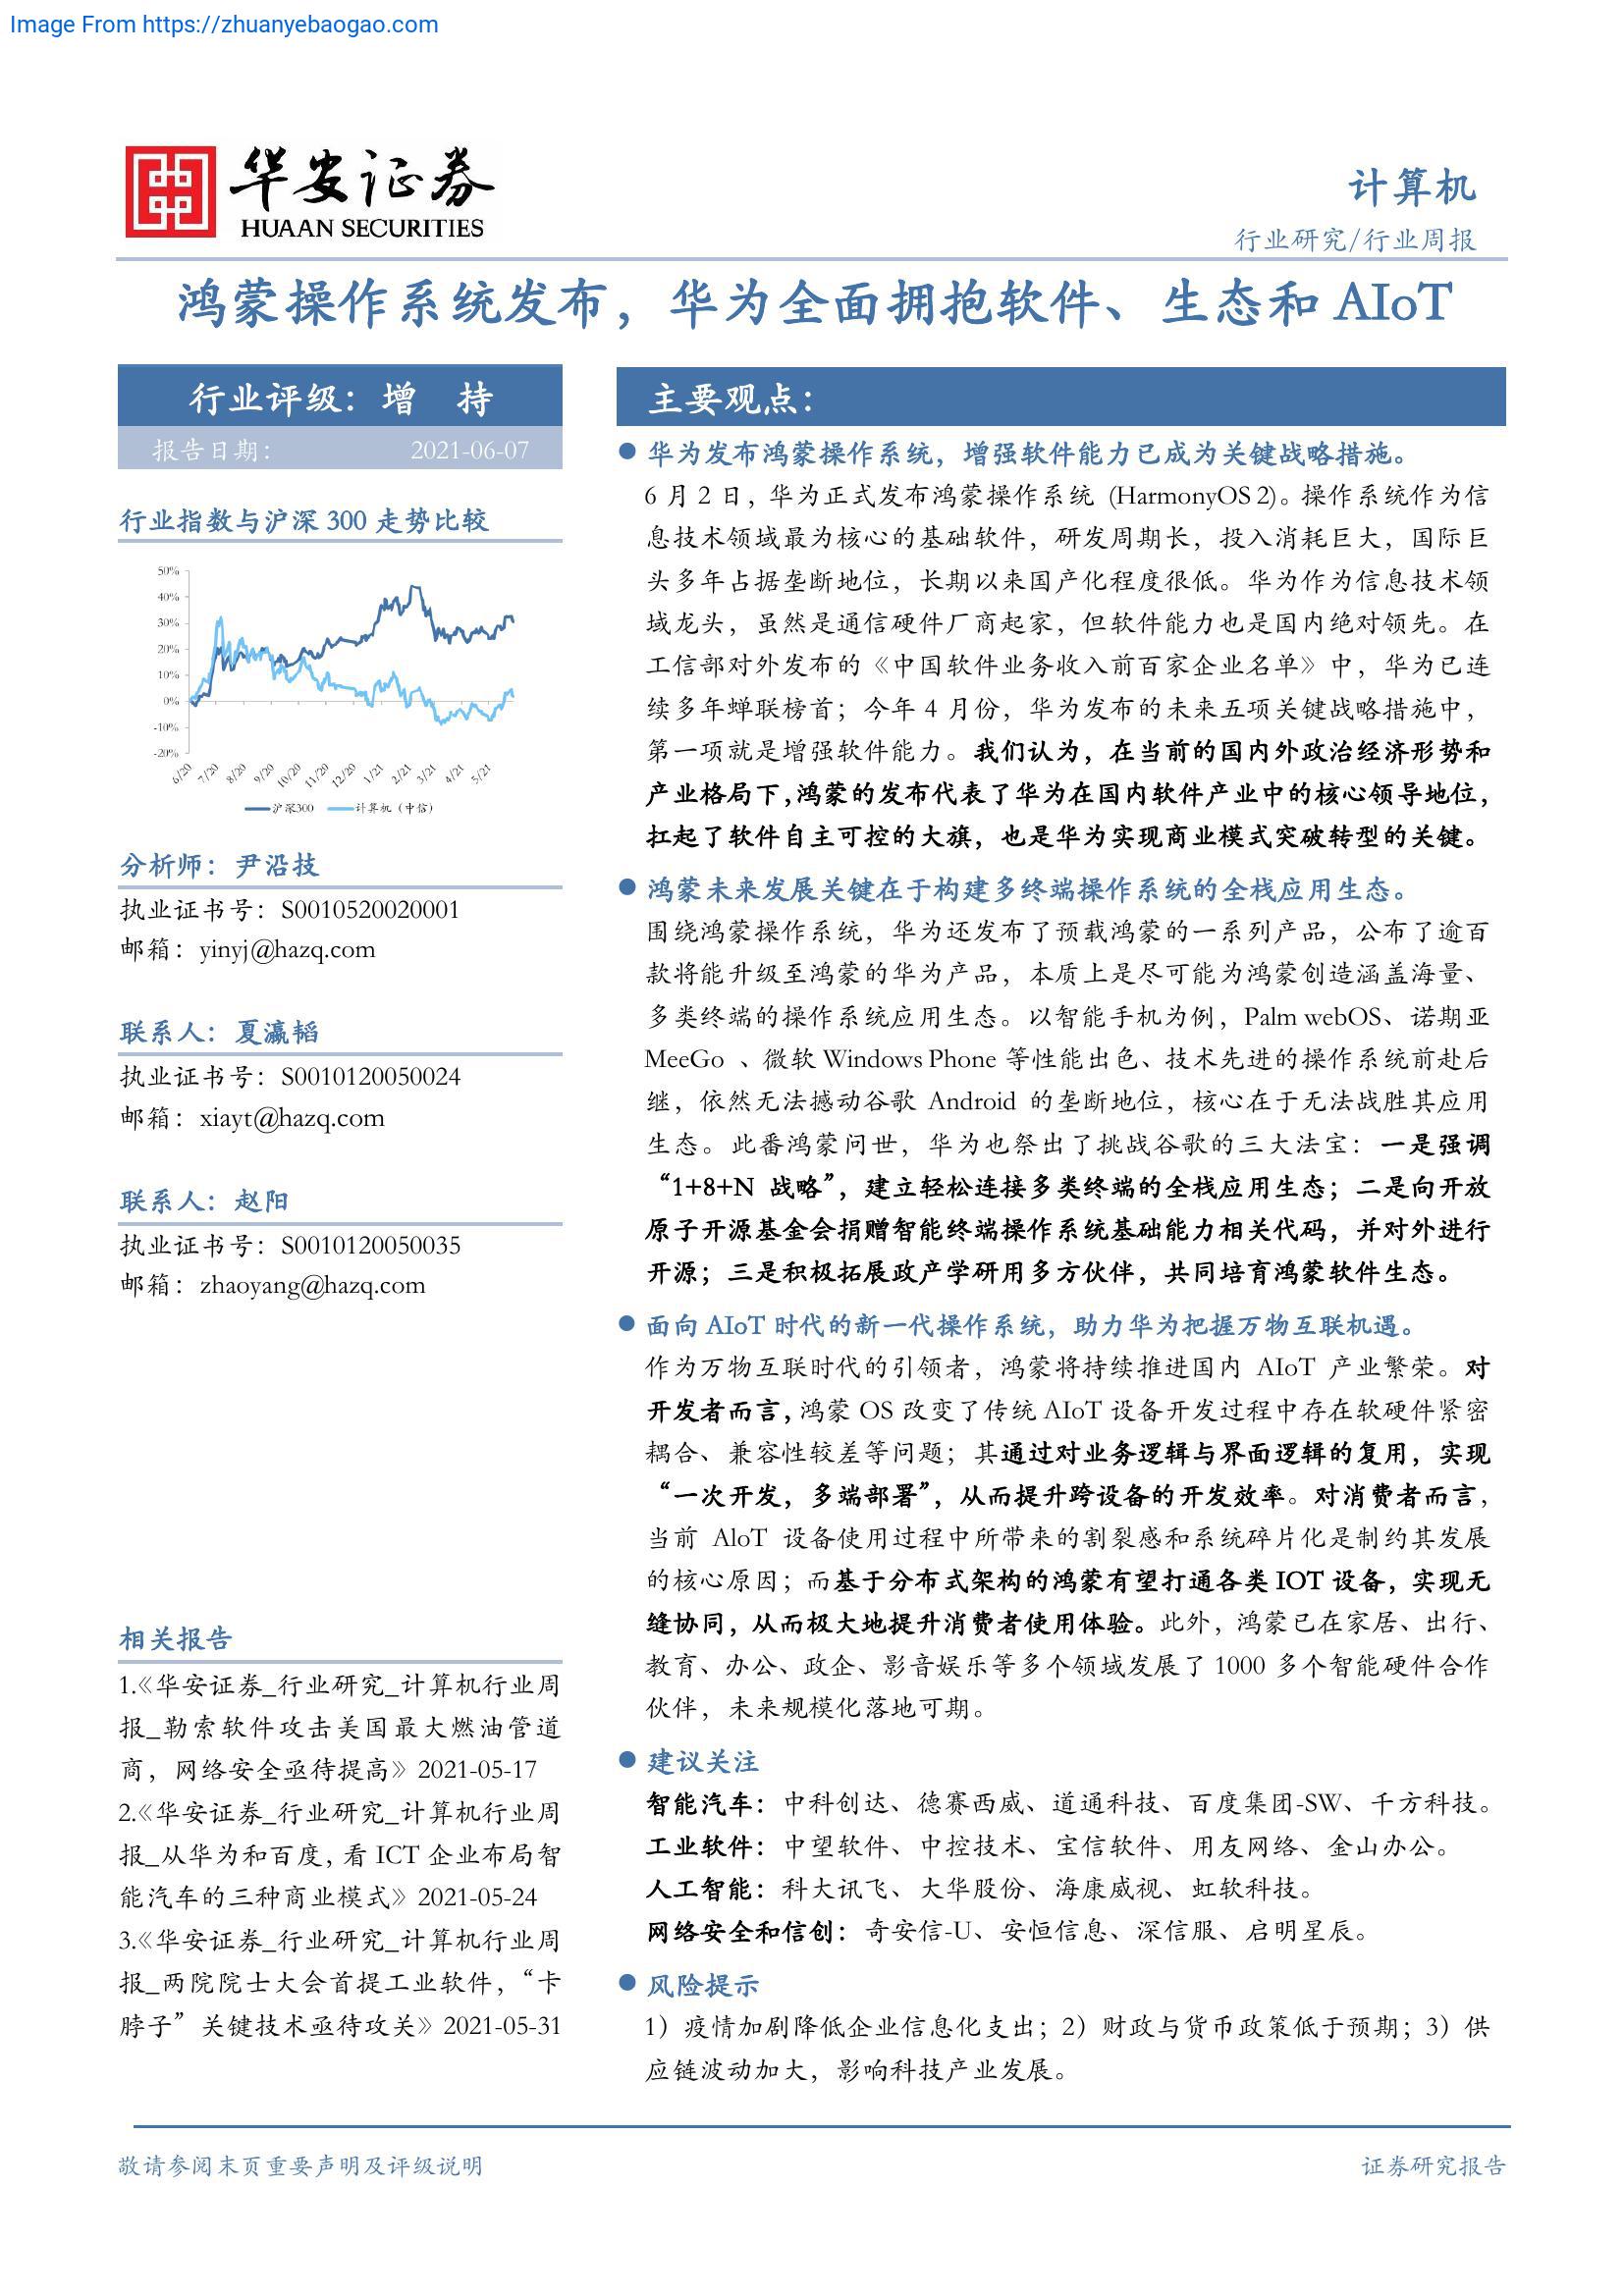 Image From https://zhuanyebaogao.com
华安证券
HUAAN SECURITIES
计算机
行业研究/行业周报
鸿蒙操作系统发布，华为全面拥抱软件、生态和 AIoT
行业评级：增 持
报告日期： 2021-06-07
行业指数与沪深 300 走势比较
50%
40%
30%
20%
10%
0%
-10%
-20%
6/20 7/20 8/20 9/20 10/20 11/20 12/20 1/21 2/21 3/21 4/21 5/21
沪深300 计算机（中信）
分析师：尹沿技
执业证书号：S0010520020001
邮箱：yinyj@hazq.com
联系人：夏瀛韬
执业证书号：S0010120050024
邮箱：xiayt@hazq.com
联系人：赵阳
执业证书号：S0010120050035
邮箱：zhaoyang@hazq.com
相关报告
1.《华安证券_行业研究_计算机行业周
报_勒索软件攻击美国最大燃油管道
商，网络安全亟待提高》2021-05-17
2.《华安证券_行业研究_计算机行业周
报_从华为和百度，看 ICT 企业布局智
能汽车的三种商业模式》2021-05-24
3.《华安证券_行业研究_计算机行业周
报_两院院士大会首提工业软件，“卡
脖子”关键技术亟待攻关》2021-05-31
主要观点：
● 华为发布鸿蒙操作系统，增强软件能力已成为关键战略措施。
6 月 2 日，华为正式发布鸿蒙操作系统 (HarmonyOS 2)。操作系统作为信
息技术领域最为核心的基础软件，研发周期长，投入消耗巨大，国际巨
头多年占据垄断地位，长期以来国产化程度很低。华为作为信息技术领
域龙头，虽然是通信硬件厂商起家，但软件能力也是国内绝对领先。在
工信部对外发布的《中国软件业务收入前百家企业名单》中，华为已连
续多年蝉联榜首；今年 4 月份，华为发布的未来五项关键战略措施中，
第一项就是增强软件能力。我们认为，在当前的国内外政治经济形势和
产业格局下，鸿蒙的发布代表了华为在国内软件产业中的核心领导地位，
扛起了软件自主可控的大旗，也是华为实现商业模式突破转型的关键。
● 鸿蒙未来发展关键在于构建多终端操作系统的全栈应用生态。
围绕鸿蒙操作系统，华为还发布了预载鸿蒙的一系列产品，公布了逾百
款将能升级至鸿蒙的华为产品，本质上是尽可能为鸿蒙创造涵盖海量、
多类终端的操作系统应用生态。以智能手机为例，Palm webOS、诺期亚
MeeGo 、微软 Windows Phone 等性能出色、技术先进的操作系统前赴后
继，依然无法撼动谷歌 Android 的垄断地位，核心在于无法战胜其应用
生态。此番鸿蒙问世，华为也祭出了挑战谷歌的三大法宝：一是强调
“1+8+N 战略”，建立轻松连接多类终端的全栈应用生态；二是向开放
原子开源基金会捐赠智能终端操作系统基础能力相关代码，并对外进行
开源；三是积极拓展政产学研用多方伙伴，共同培育鸿蒙软件生态。
● 面向 AIoT 时代的新一代操作系统，助力华为把握万物互联机遇。
作为万物互联时代的引领者，鸿蒙将持续推进国内 AIoT 产业繁荣。对
开发者而言，鸿蒙 OS 改变了传统 AIoT 设备开发过程中存在软硬件紧密
耦合、兼容性较差等问题；其通过对业务逻辑与界面逻辑的复用，实现
“一次开发，多端部署”，从而提升跨设备的开发效率。对消费者而言，
当前 AloT 设备使用过程中所带来的割裂感和系统碎片化是制约其发展
的核心原因；而基于分布式架构的鸿蒙有望打通各类 IOT 设备，实现无
缝协同，从而极大地提升消费者使用体验。此外，鸿蒙已在家居、出行、
教育、办公、政企、影音娱乐等多个领域发展了 1000 多个智能硬件合作
伙伴，未来规模化落地可期。
● 建议关注
智能汽车：中科创达、德赛西威、道通科技、百度集团-SW、千方科技。
工业软件：中望软件、中控技术、宝信软件、用友网络、金山办公。
人工智能：科大讯飞、大华股份、海康威视、虹软科技。
网络安全和信创：奇安信-U、安恒信息、深信服、启明星辰。
● 风险提示
1）疫情加剧降低企业信息化支出；2）财政与货币政策低于预期；3）供
应链波动加大，影响科技产业发展。
敬请参阅末页重要声明及评级说明
证券研究报告